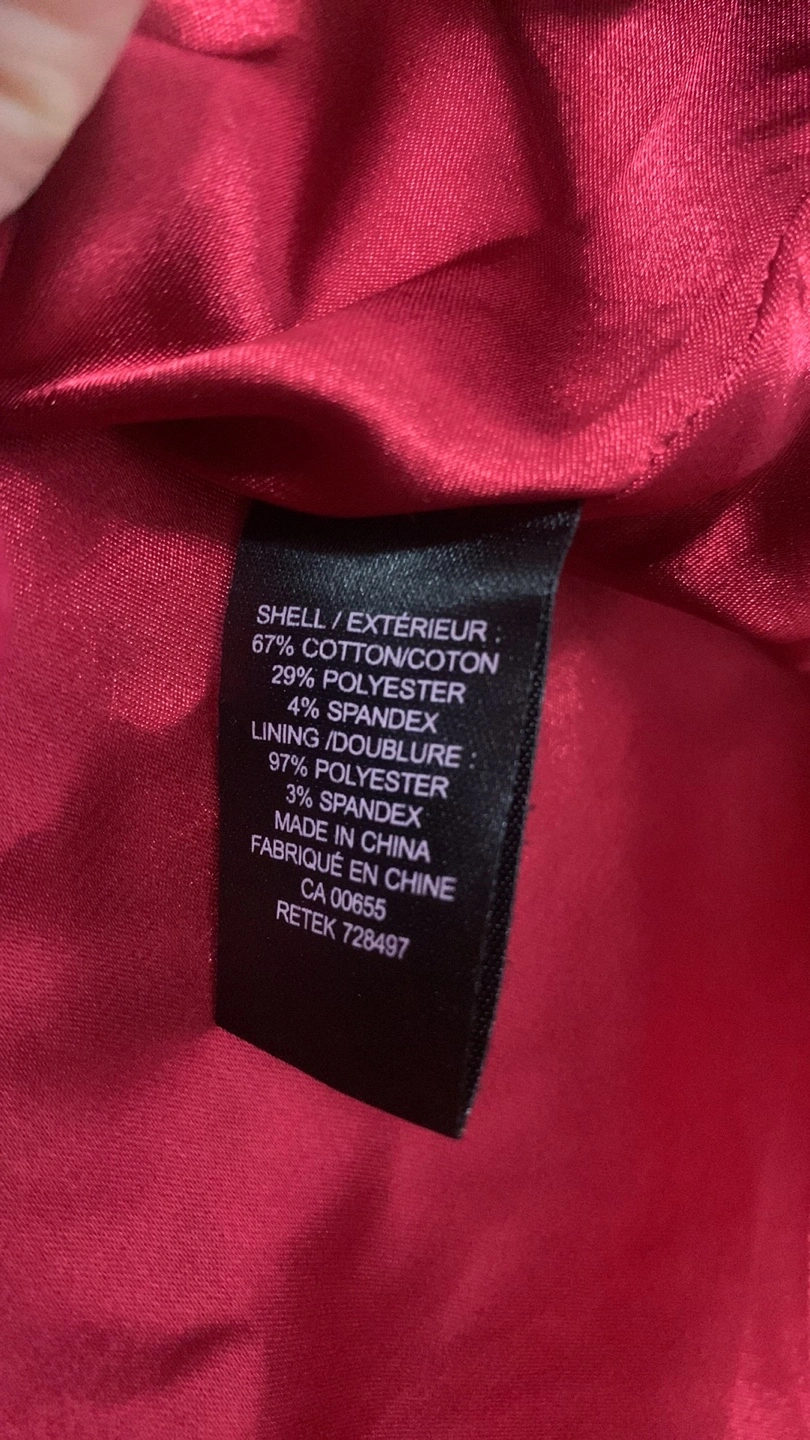 SHELL / EXTÉRIEUR :
67% COTTON/COTON
29% POLYESTER
4% SPANDEX
LINING /DOUBLURE :
97% POLYESTER
3% SPANDEX
MADE IN CHINA
FABRIQUÉ EN CHINE
CA 00655
RETEK 728497